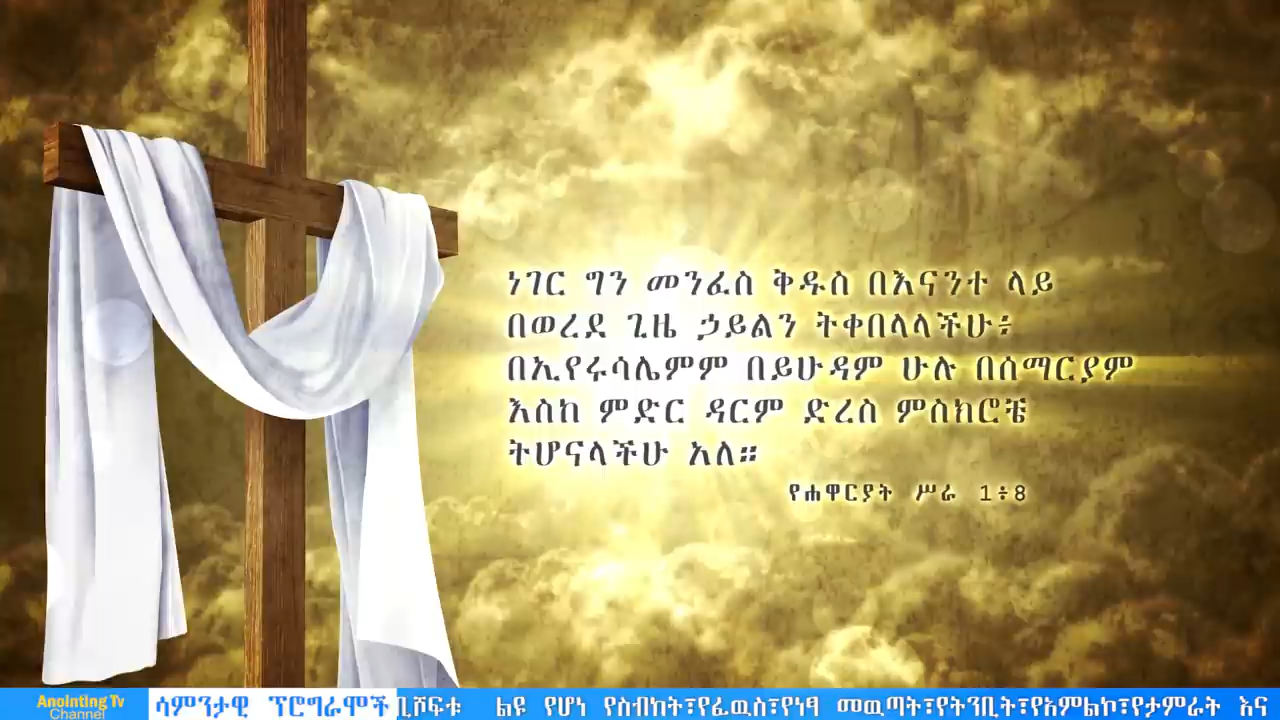 ነገር ግን መንፈስ ቅዱስ በእናንተ ላይ
በወረደ ጊዜ ኃይልን ትቀበላላችሁ፥
በኢየሩሳሌምም በይሁዳም ሁሉ በሰማርያም
እስከ ምድር ዳርም ድረስ ምስክሮቼ
ትሆናላችሁ አለ።
የሐዋርያት ሥራ 1÷8
Anointing Tv
Channel
ሳምንታዊ ፕሮግራሞች
ቢሾፍቱ ልዩ የሆነ የስብከት፣የፈዉስ፣የነፃ መዉጣት፣የትንቢት፣የአምልኮ፣የታምራት እና